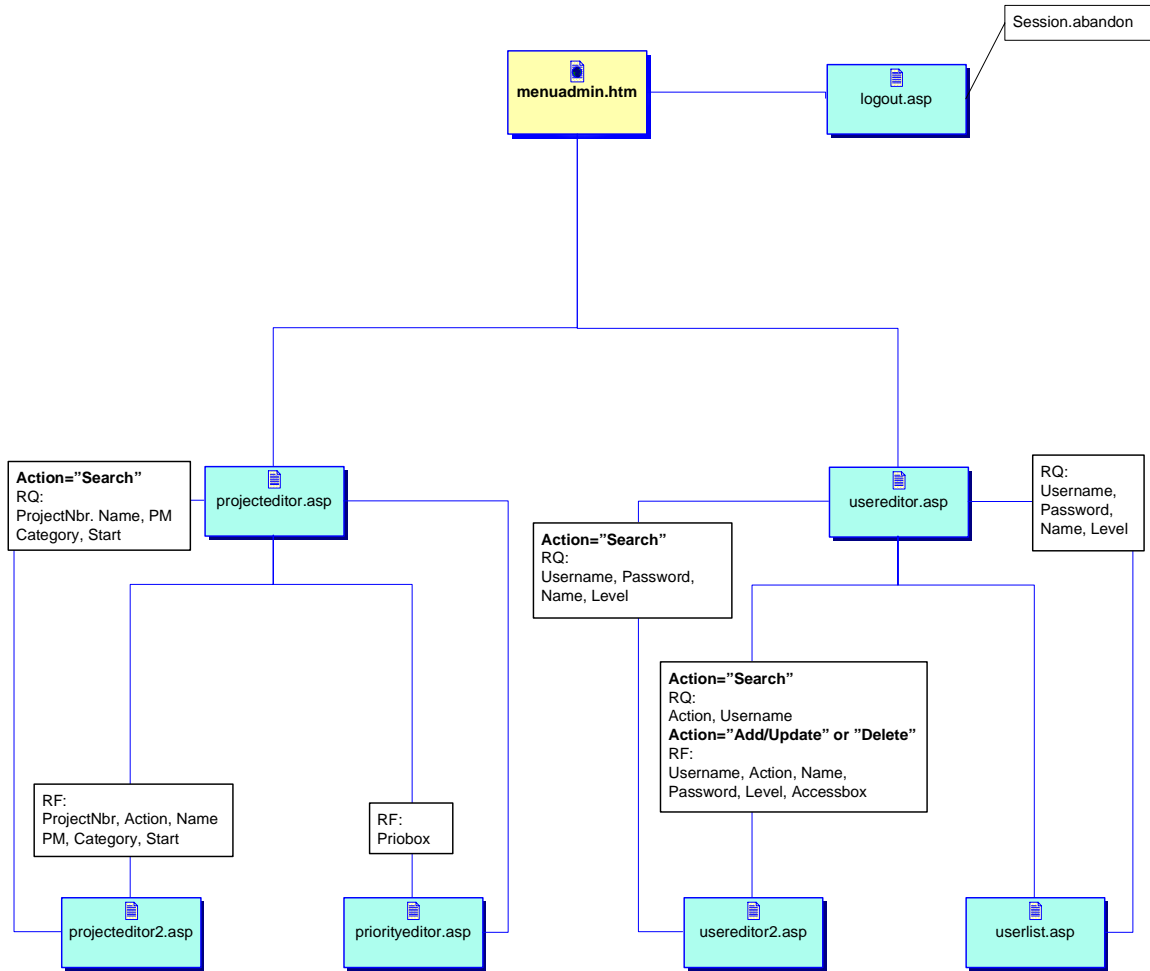 Session.abandon
menuadmin.htm
logout.asp
Action=”Search”
RQ:
ProjectNbr. Name, PM
Category, Start
projecteditor.asp
usereditor.asp
RQ:
Username,
Password,
Name, Level
Action=”Search”
RQ:
Username, Password,
Name, Level
Action=”Search”
RQ:
Action, Username
Action=”Add/Update” or ”Delete”
RF:
Username, Action, Name,
Password, Level, Accessbox
RF:
ProjectNbr, Action, Name
PM, Category, Start
RF:
Priobox
projecteditor2.asp
priorityeditor.asp
usereditor2.asp
userlist.asp